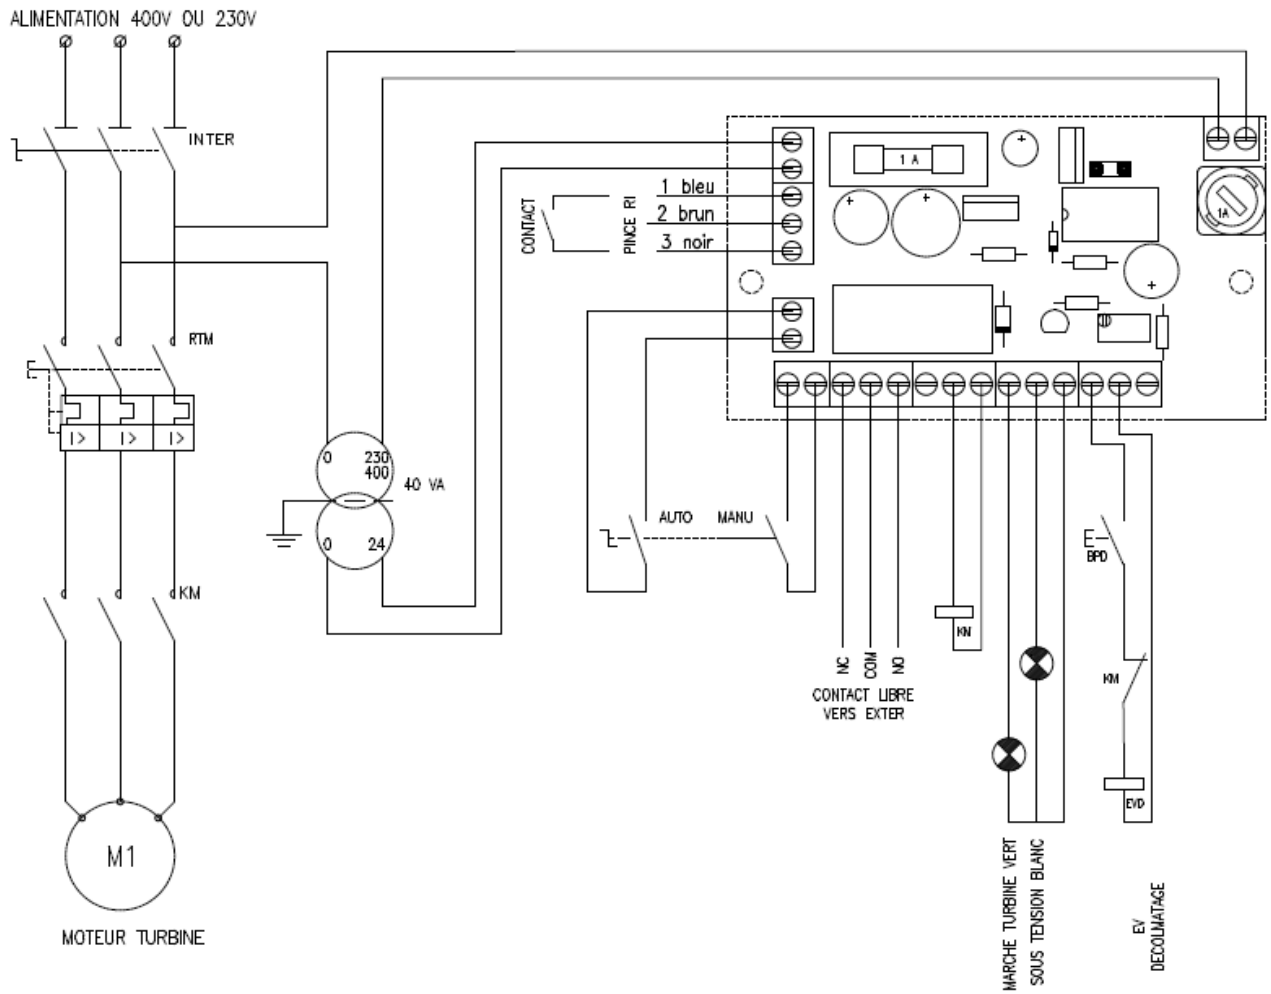 ALIMENTATION 400V OU 230V
INTER
1 A
1 bleu
2 brun
3 noir
CONTACT
PINCE RI
1A
RTM
I>
I>
I>
0
230
400
40 VA
0
24
AUTO
MANU
BPD
KM
KM
NC
COM
NO
CONTACT LIBRE
VERS EXTER
KM
EVD
M1
MOTEUR TURBINE
MARCHE TURBINE VERT
SOUS TENSION BLANC
EV
DECOLMATAGE